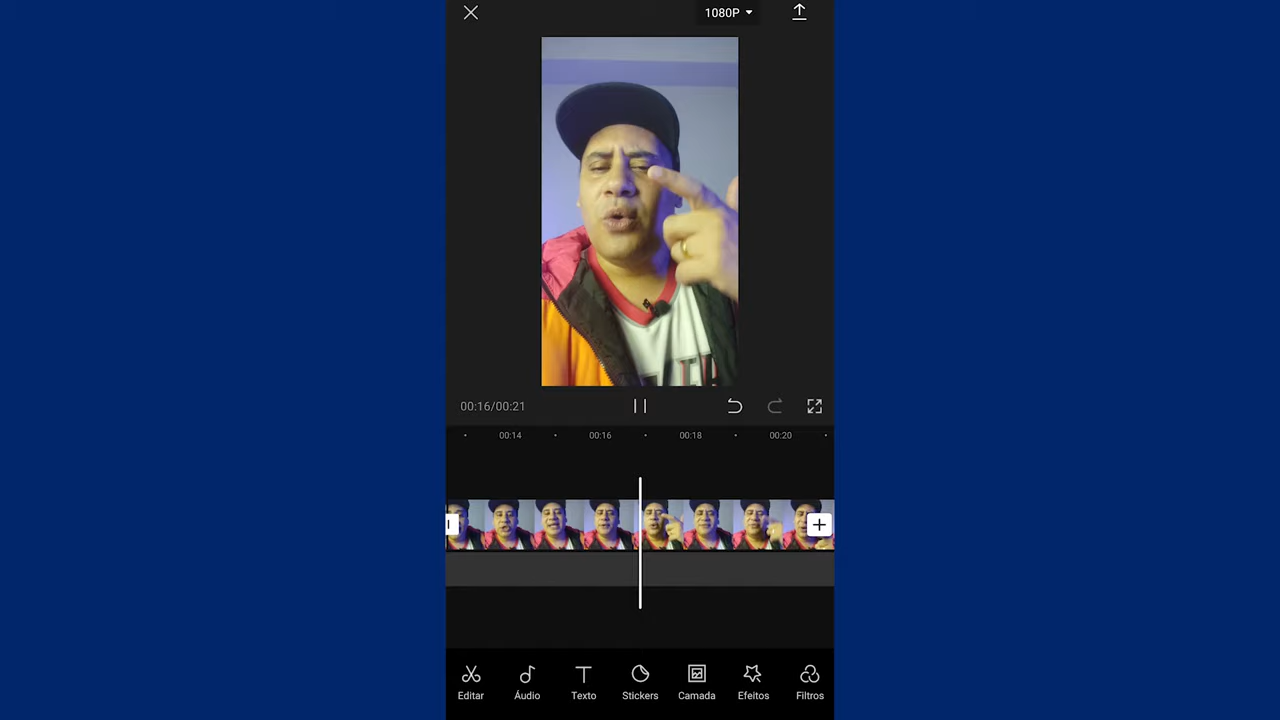 1080P
00:16/00:21
00:14 00:16 00:18 00:20
Editar Áudio Texto Stickers Camada Efeitos Filtros